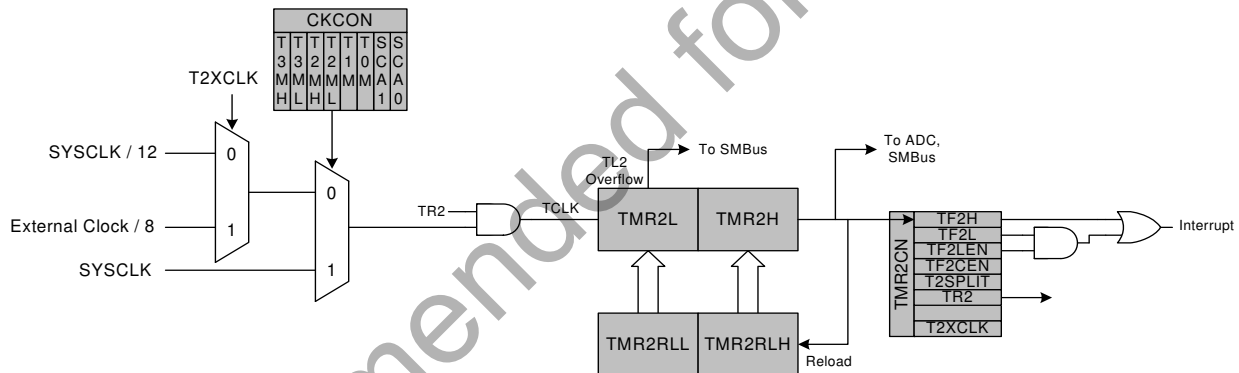 CKCON
T3MH
T3ML
T2MH
T2ML
T1M
T0M
SCA1
SCA0
T2XCLK
SYSCLK / 12
0
External Clock / 8
1
SYSCLK
0
1
TR2
TCLK
TL2
Overflow
To SMBus
TMR2L
TMR2H
To ADC,
SMBus
TMR2RLL
TMR2RLH
Reload
TMR2CN
TF2H
TF2L
TF2LEN
TF2CEN
T2SPLIT
TR2
T2XCLK
Interrupt
mended for